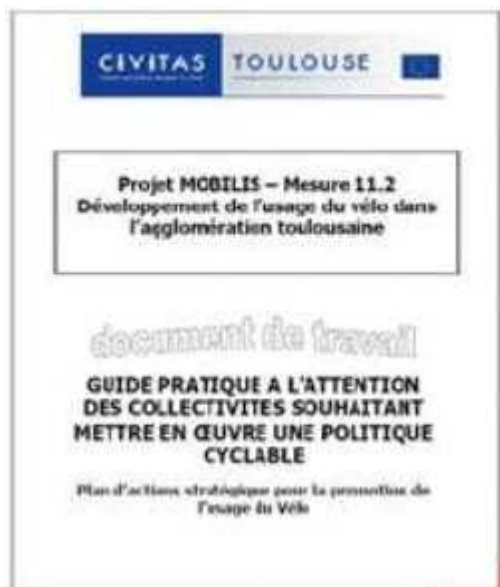 CIVITAS TOULOUSE
Projet MOBILIS – Mesure 11.2
Développement de l'usage du vélo dans
l'agglomération toulousaine
document de travail
GUIDE PRATIQUE A L'ATTENTION
DES COLLECTIVITES SOUHAITANT
METTRE EN ŒUVRE UNE POLITIQUE
CYCLABLE
Plan d'actions stratégique pour la promotion de
l'usage du Vélo